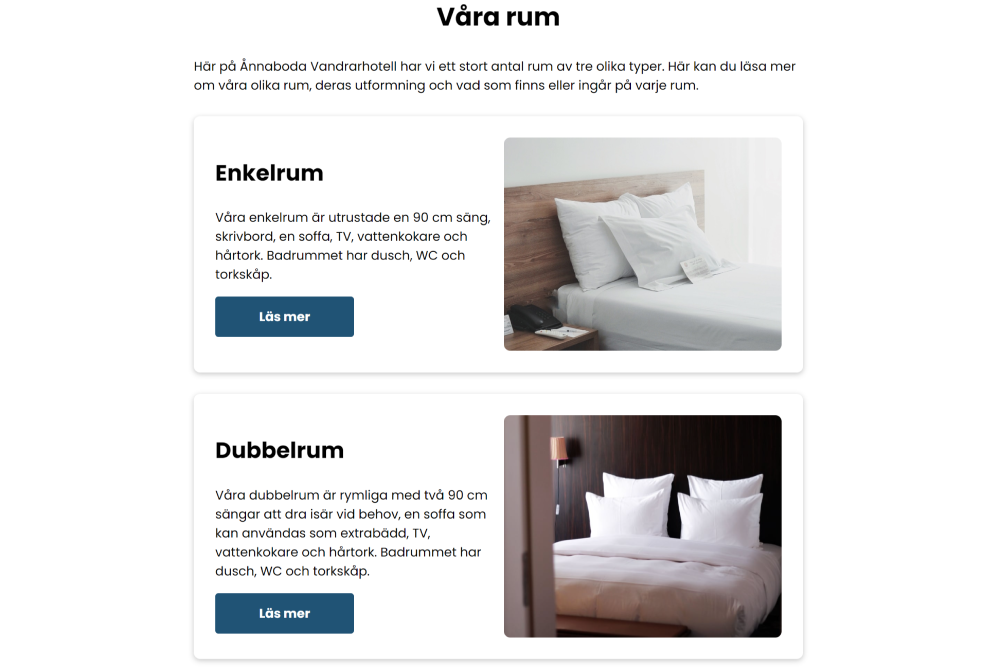 Våra rum
Här på Ånnaboda Vandrarhotell har vi ett stort antal rum av tre olika typer. Här kan du läsa mer
om våra olika rum, deras utformning och vad som finns eller ingår på varje rum.
Enkelrum
Våra enkelrum är utrustade en 90 cm säng,
skrivbord, en soffa, TV, vattenkokare och
hårtork. Badrummet har dusch, WC och
torkskåp.
Läs mer
Dubbelrum
Våra dubbelrum är rymliga med två 90 cm
sängar att dra isär vid behov, en soffa som
kan användas som extrabädd, TV,
vattenkokare och hårtork. Badrummet har
dusch, WC och torkskåp.
Läs mer